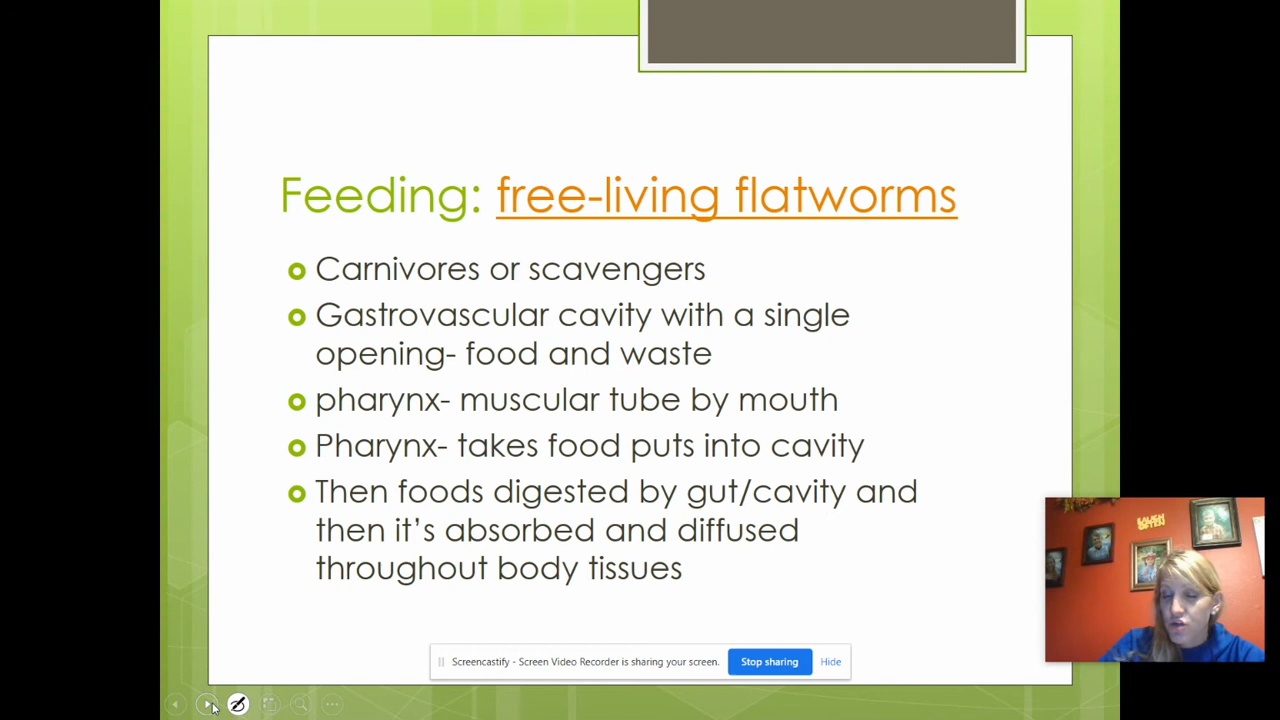 Feeding: free-living flatworms
Carnivores or scavengers
Gastrovascular cavity with a single
opening- food and waste
pharynx- muscular tube by mouth
Pharynx- takes food puts into cavity
Then foods digested by gut/cavity and
then it's absorbed and diffused
throughout body tissues
Screencastify - Screen Video Recorder is sharing your screen. Stop sharing Hide